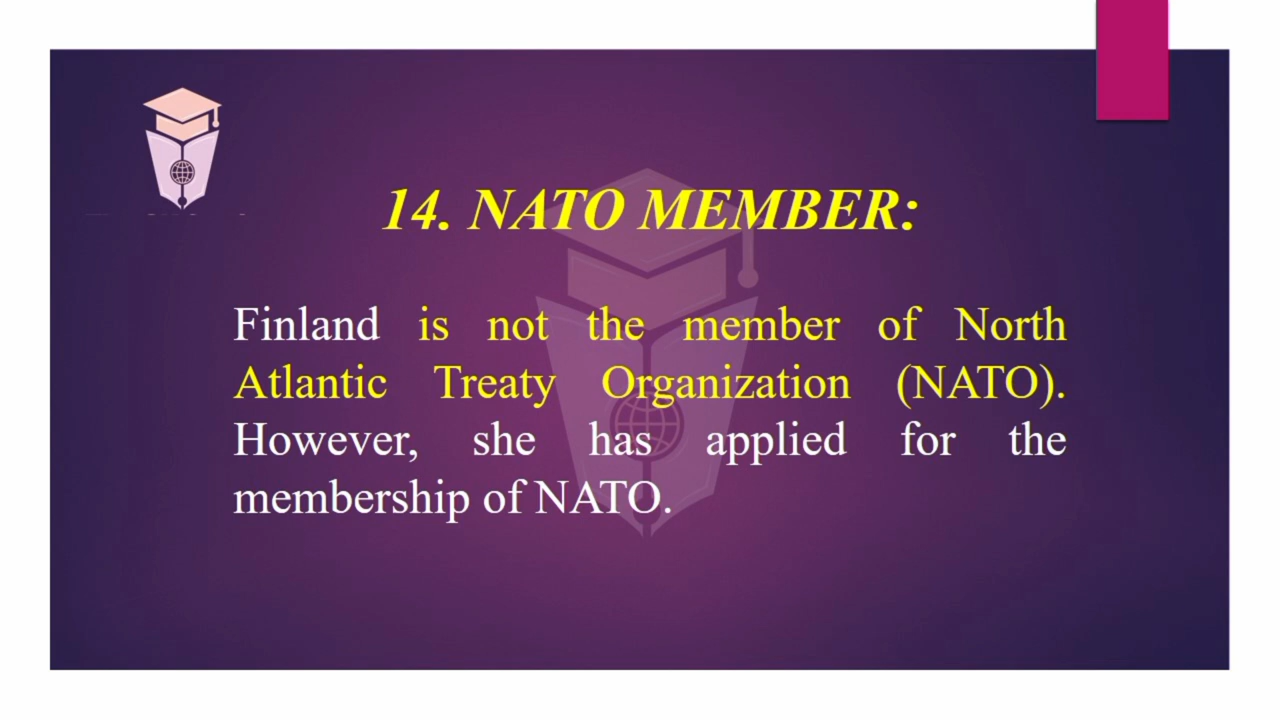 14. NATO MEMBER:
Finland is not the member of North
Atlantic Treaty Organization (NATO).
However, she has applied for the
membership of NATO.